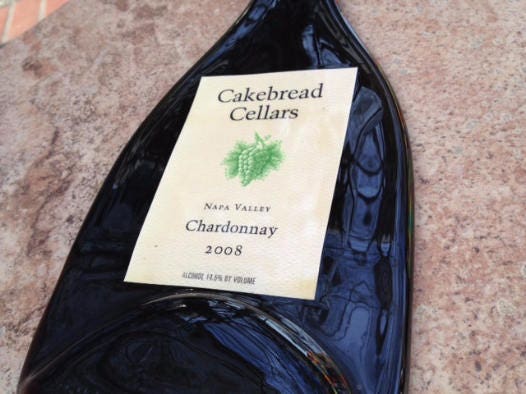 Cakebread
Cellars
NAPA VALLEY
Chardonnay
2008
ALCOHOL 14.5% BY VOLUME